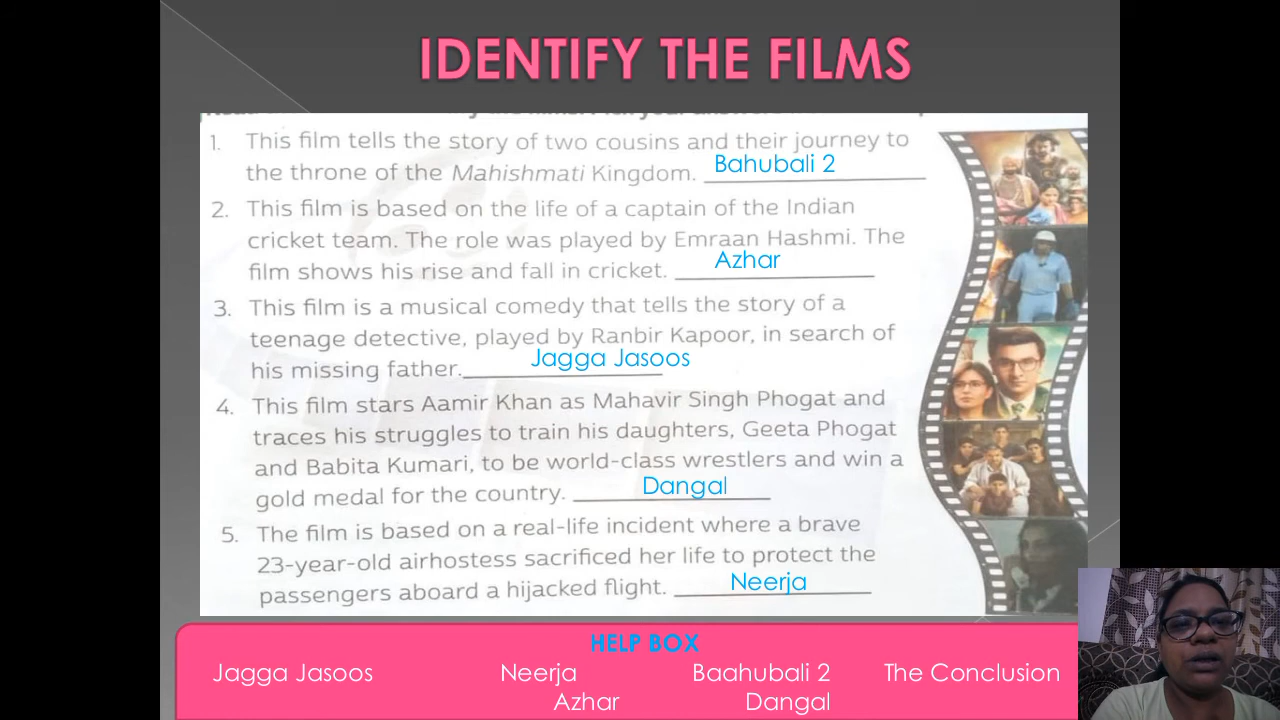 IDENTIFY THE FILMS
1. This film tells the story of two cousins and their journey to
the throne of the Mahishmati Kingdom. Bahubali 2
2. This film is based on the life of a captain of the Indian
cricket team. The role was played by Emraan Hashmi. The
film shows his rise and fall in cricket. Azhar
3. This film is a musical comedy that tells the story of a
teenage detective, played by Ranbir Kapoor, in search of
his missing father. Jagga Jasoos
4. This film stars Aamir Khan as Mahavir Singh Phogat and
traces his struggles to train his daughters, Geeta Phogat
and Babita Kumari, to be world-class wrestlers and win a
gold medal for the country. Dangal
5. The film is based on a real-life incident where a brave
23-year-old airhostess sacrificed her life to protect the
passengers aboard a hijacked flight. Neerja
HELP BOX
Jagga Jasoos Neerja Baahubali 2 The Conclusion
Azhar Dangal